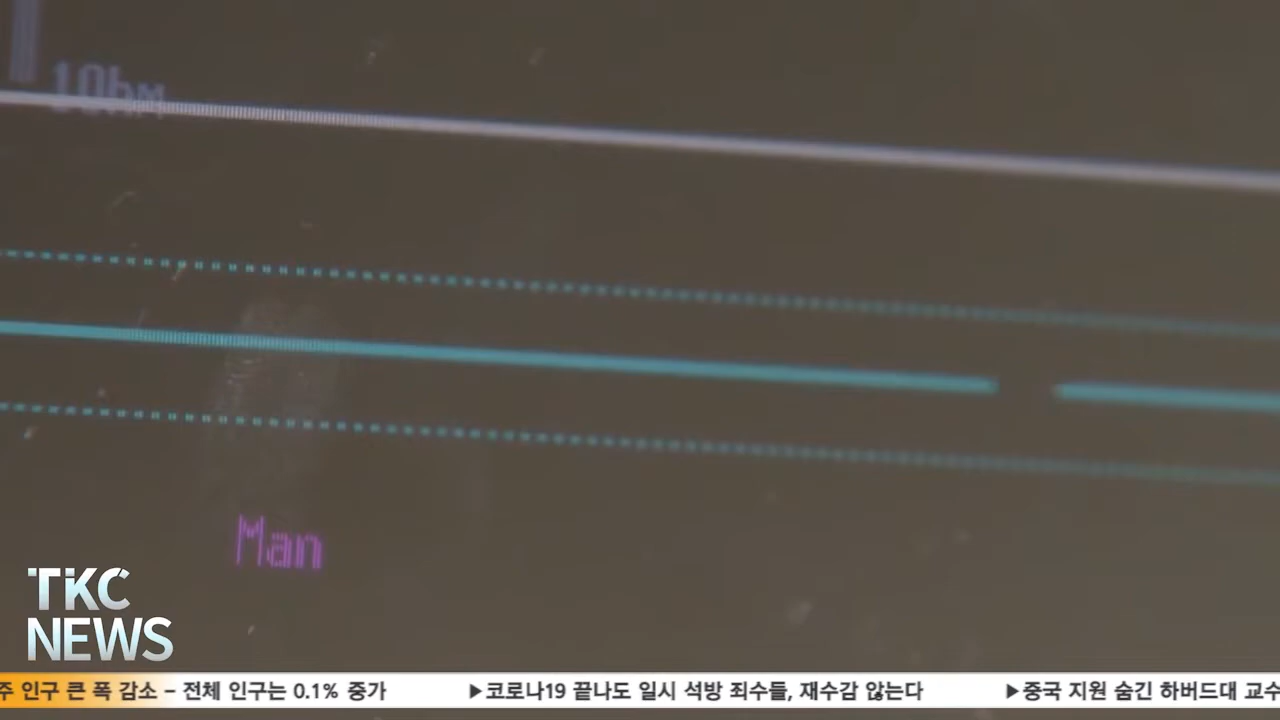 Man
TKC
NEWS
주 인구 큰 폭 감소 - 전체 인구는 0.1% 증가 ▶코로나19 끝나도 일시 석방 죄수들, 재수감 않는다 ▶중국 지원 숨긴 하버드대 교수